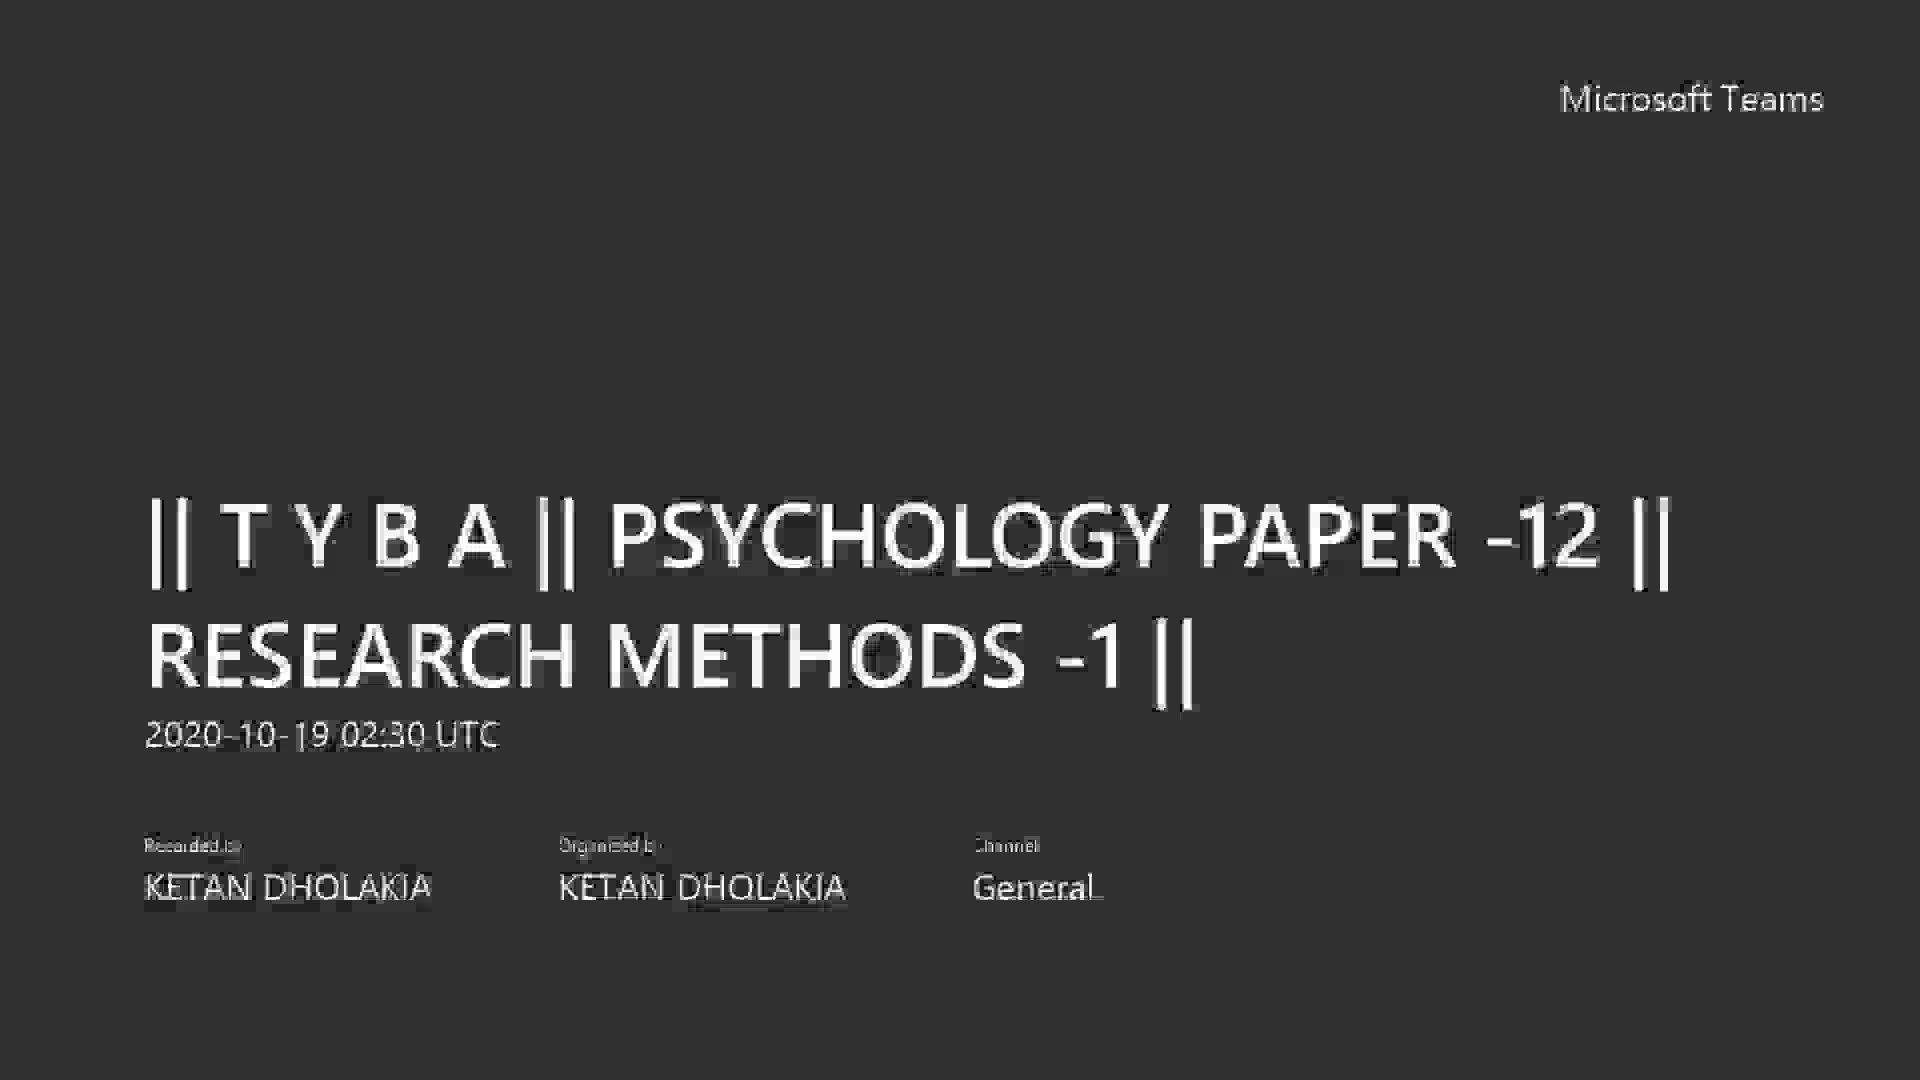 Microsoft Teams
|| T Y B A || PSYCHOLOGY PAPER -12 ||
RESEARCH METHODS -1 ||
2020-10-19 02:30 UTC
Recorded by
Organized by
Channel
KETAN DHOLAKIA
KETAN DHOLAKIA
General